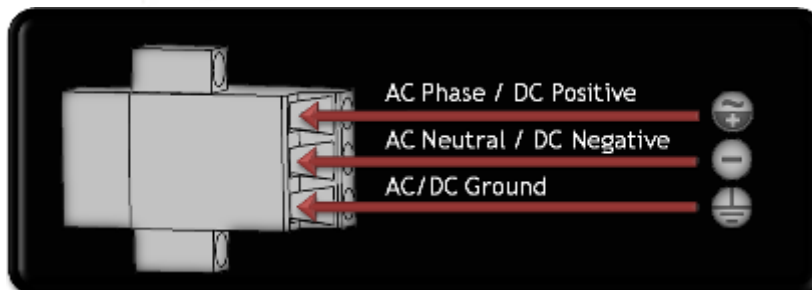 AC Phase / DC Positive
AC Neutral / DC Negative
AC/DC Ground